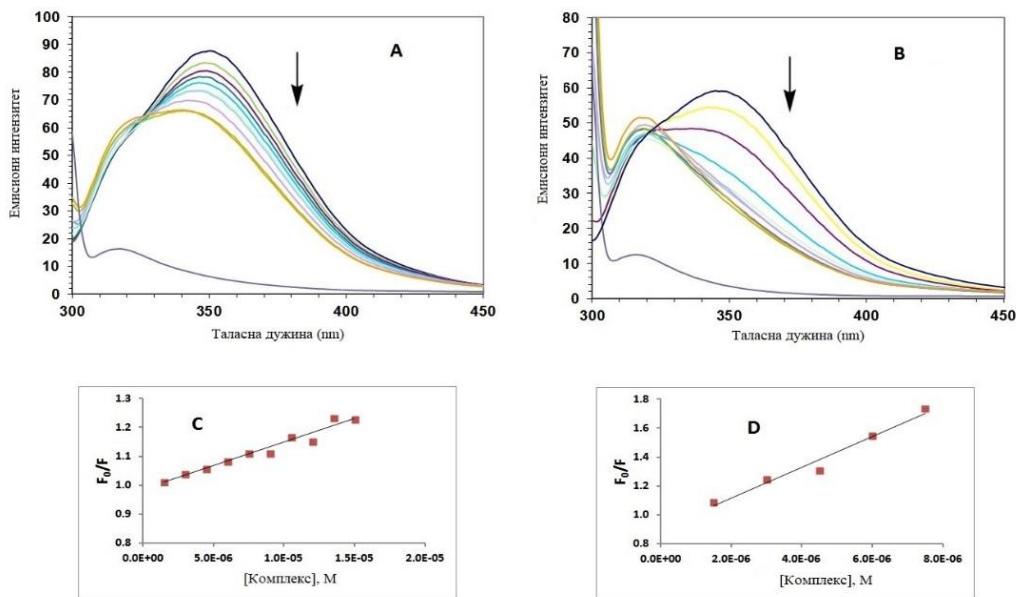 A
Емисиони интензитет
100
90
80
70
60
50
40
30
20
10
0
300
350
400
450
Таласна дужина (nm)
B
Емисиони интензитет
80
70
60
50
40
30
20
10
0
300
350
400
450
Таласна дужина (nm)
C
F0/F
1.3
1.2
1.1
1.0
0.9
0.8
0.0E+00
5.0E-06
1.0E-05
1.5E-05
2.0E-05
[Комплекс], M
D
F0/F
1.8
1.6
1.4
1.2
1.0
0.8
0.0E+00
2.0E-06
4.0E-06
6.0E-06
8.0E-06
[Комплекс], M